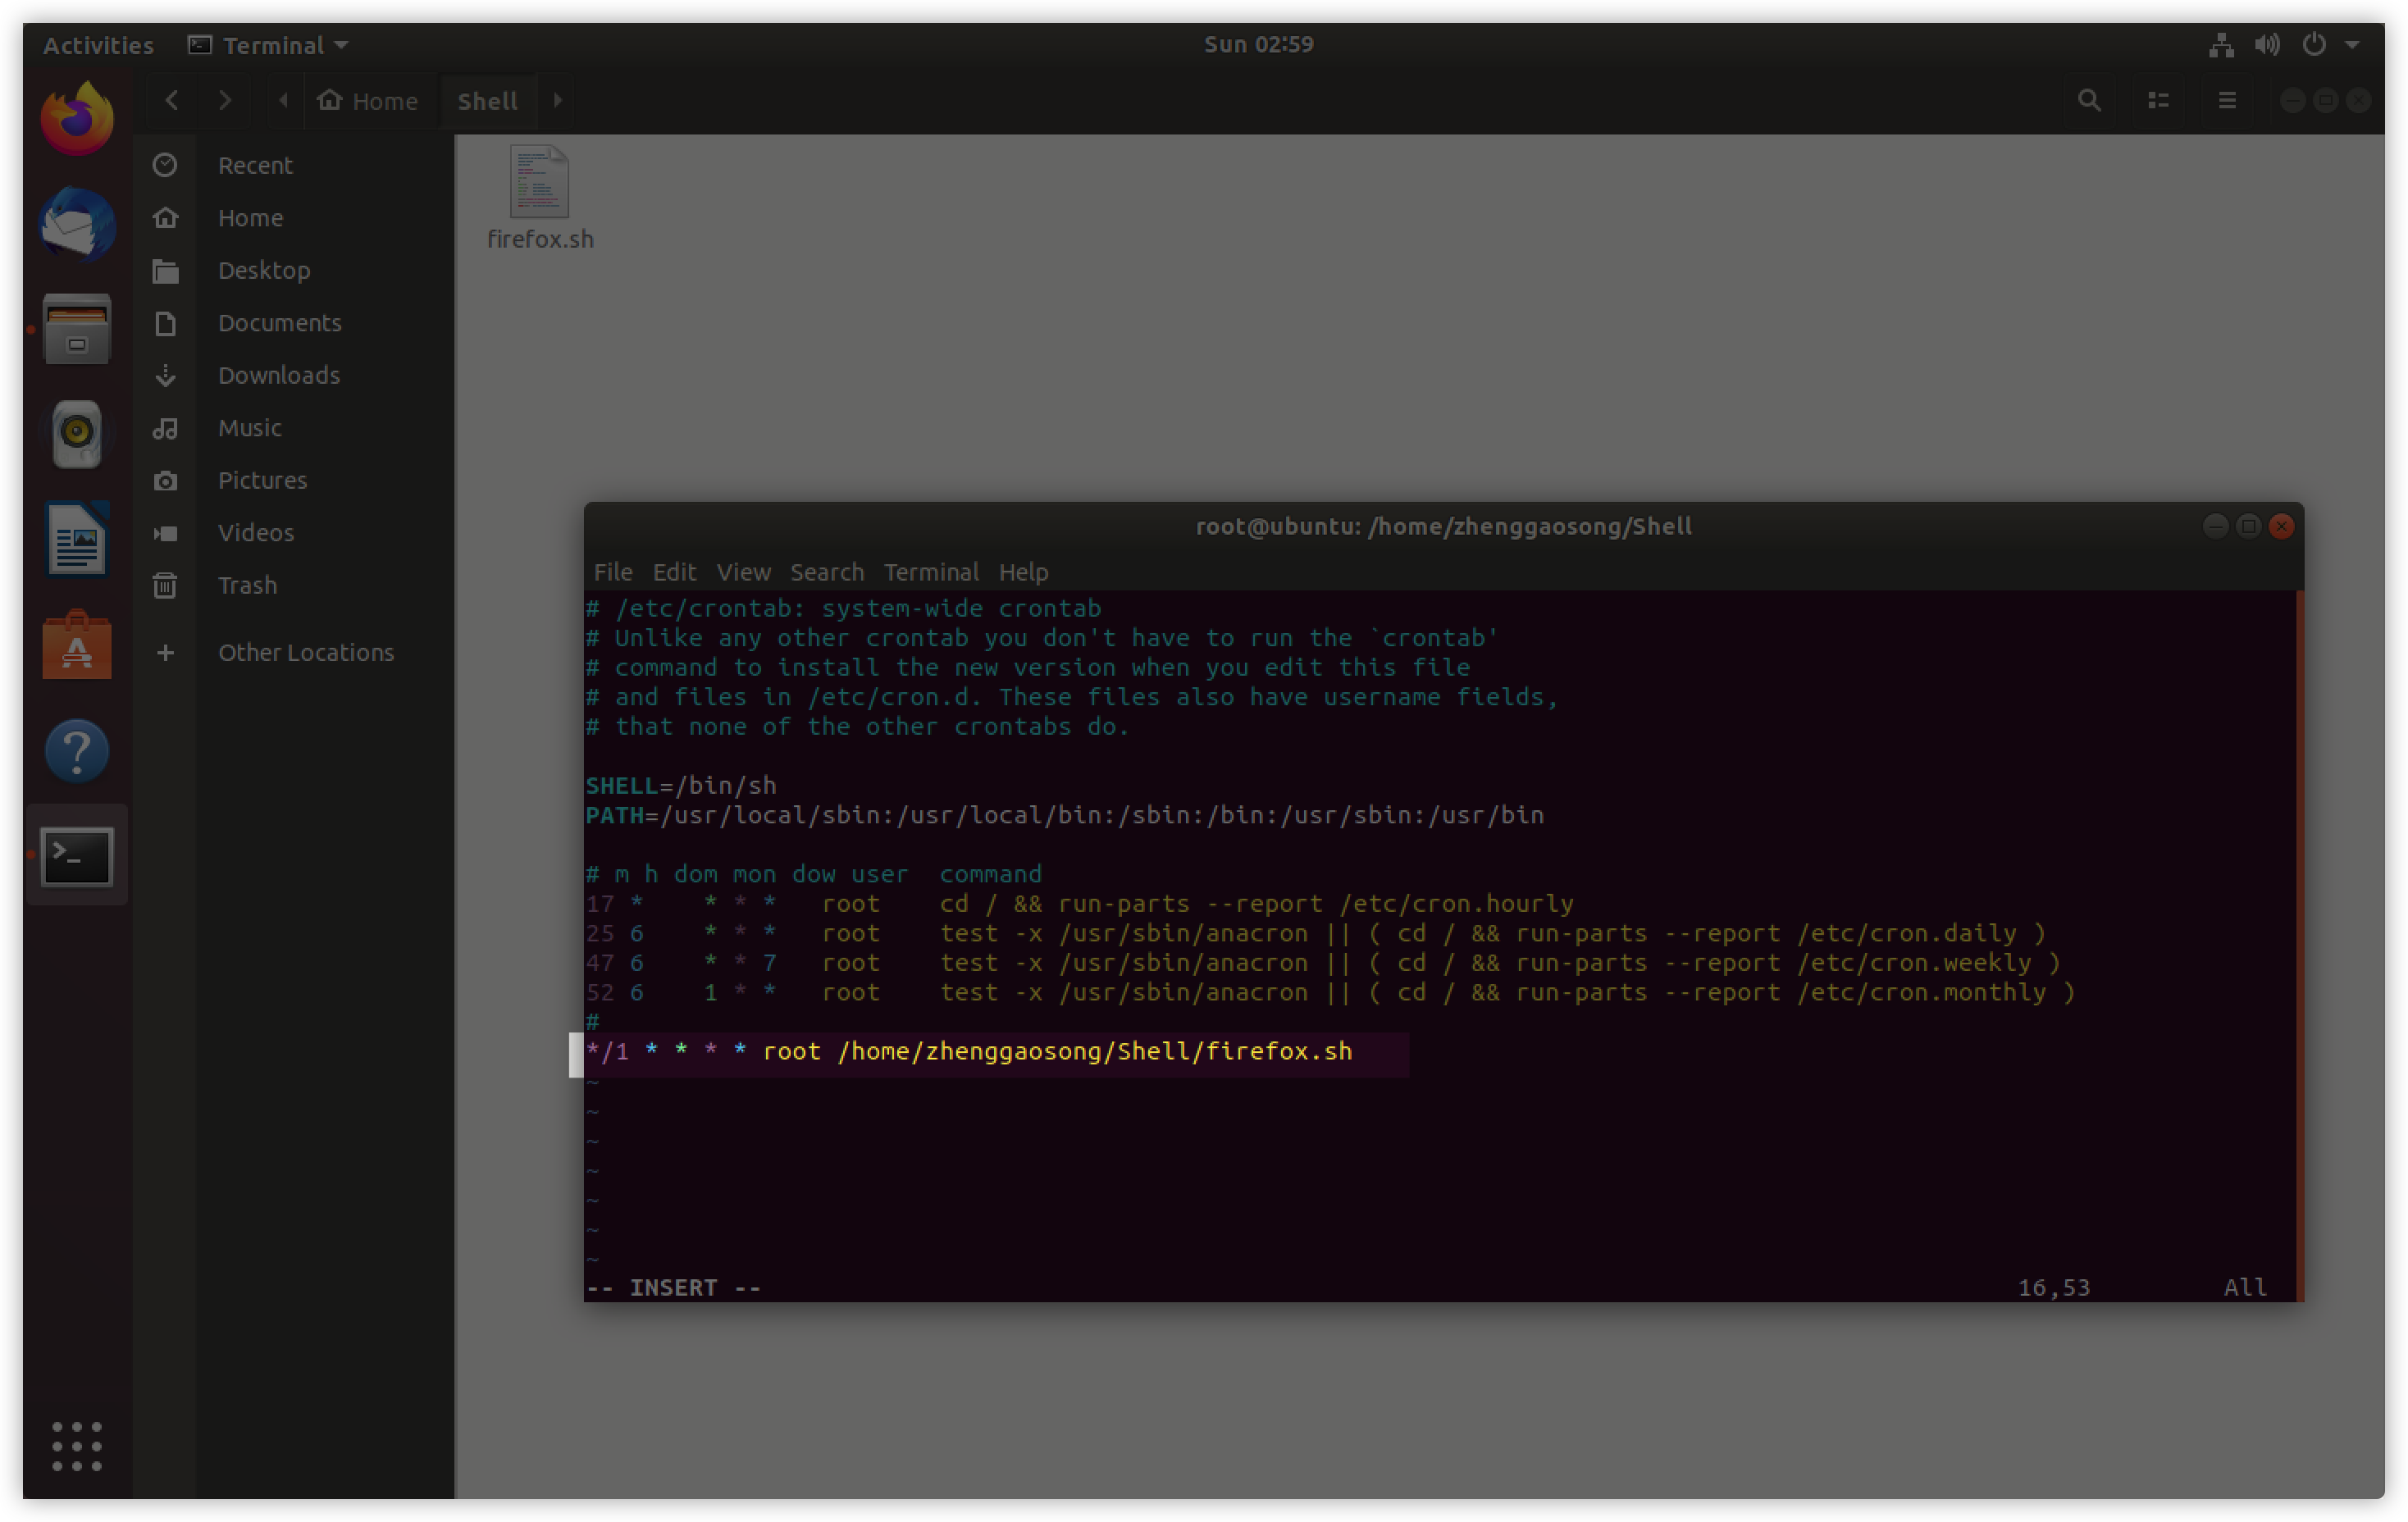 Activities Terminal Sun 02:59
Home Shell
Recent
Home
Desktop
Documents
Downloads
Music
Pictures
Videos
Trash
Other Locations
firefox.sh
root@ubuntu: /home/zhenggaosong/Shell
File Edit View Search Terminal Help
# /etc/crontab: system-wide crontab
# Unlike any other crontab you don't have to run the `crontab'
# command to install the new version when you edit this file
# and files in /etc/cron.d. These files also have username fields,
# that none of the other crontabs do.
SHELL=/bin/sh
PATH=/usr/local/sbin:/usr/local/bin:/sbin:/bin:/usr/sbin:/usr/bin
# m h dom mon dow user  command
17 *    * * *   root    cd / && run-parts --report /etc/cron.hourly
25 6    * * *   root    test -x /usr/sbin/anacron || ( cd / && run-parts --report /etc/cron.daily )
47 6    * * 7   root    test -x /usr/sbin/anacron || ( cd / && run-parts --report /etc/cron.weekly )
52 6    1 * *   root    test -x /usr/sbin/anacron || ( cd / && run-parts --report /etc/cron.monthly )
#
*/1 * * * * root /home/zhenggaosong/Shell/firefox.sh
~
~
~
~
~
~
~
-- INSERT -- 16,53 All